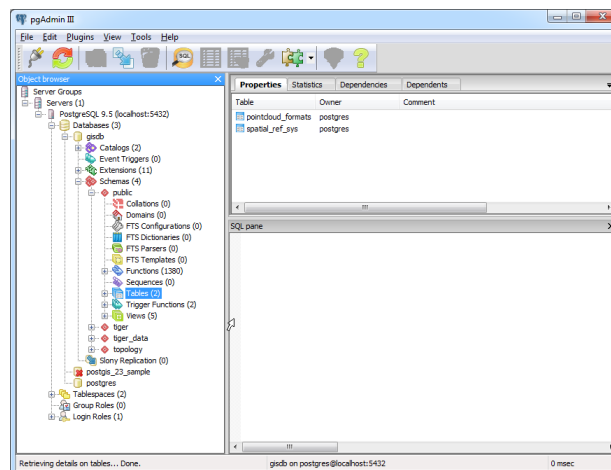 pgAdmin III
File Edit Plugins View Tools Help
SQL
Object browser X
Server Groups
Servers (1)
PostgreSQL 9.5 (localhost:5432)
Databases (3)
gisdb
Catalogs (2)
Event Triggers (0)
Extensions (11)
Schemas (4)
public
Collations (0)
Domains (0)
FTS Configurations (0)
FTS Dictionaries (0)
FTS Parsers (0)
FTS Templates (0)
Functions (1380)
Sequences (0)
Tables (2)
Trigger Functions (2)
Views (5)
tiger
tiger_data
topology
Slony Replication (0)
postgis_23_sample
postgres
Tablespaces (2)
Group Roles (0)
Login Roles (1)
Properties Statistics Dependencies Dependents
Table Owner Comment
pointcloud_formats postgres
spatial_ref_sys postgres
SQL pane
Retrieving details on tables... Done. gisdb on postgres@localhost:5432 0 msec